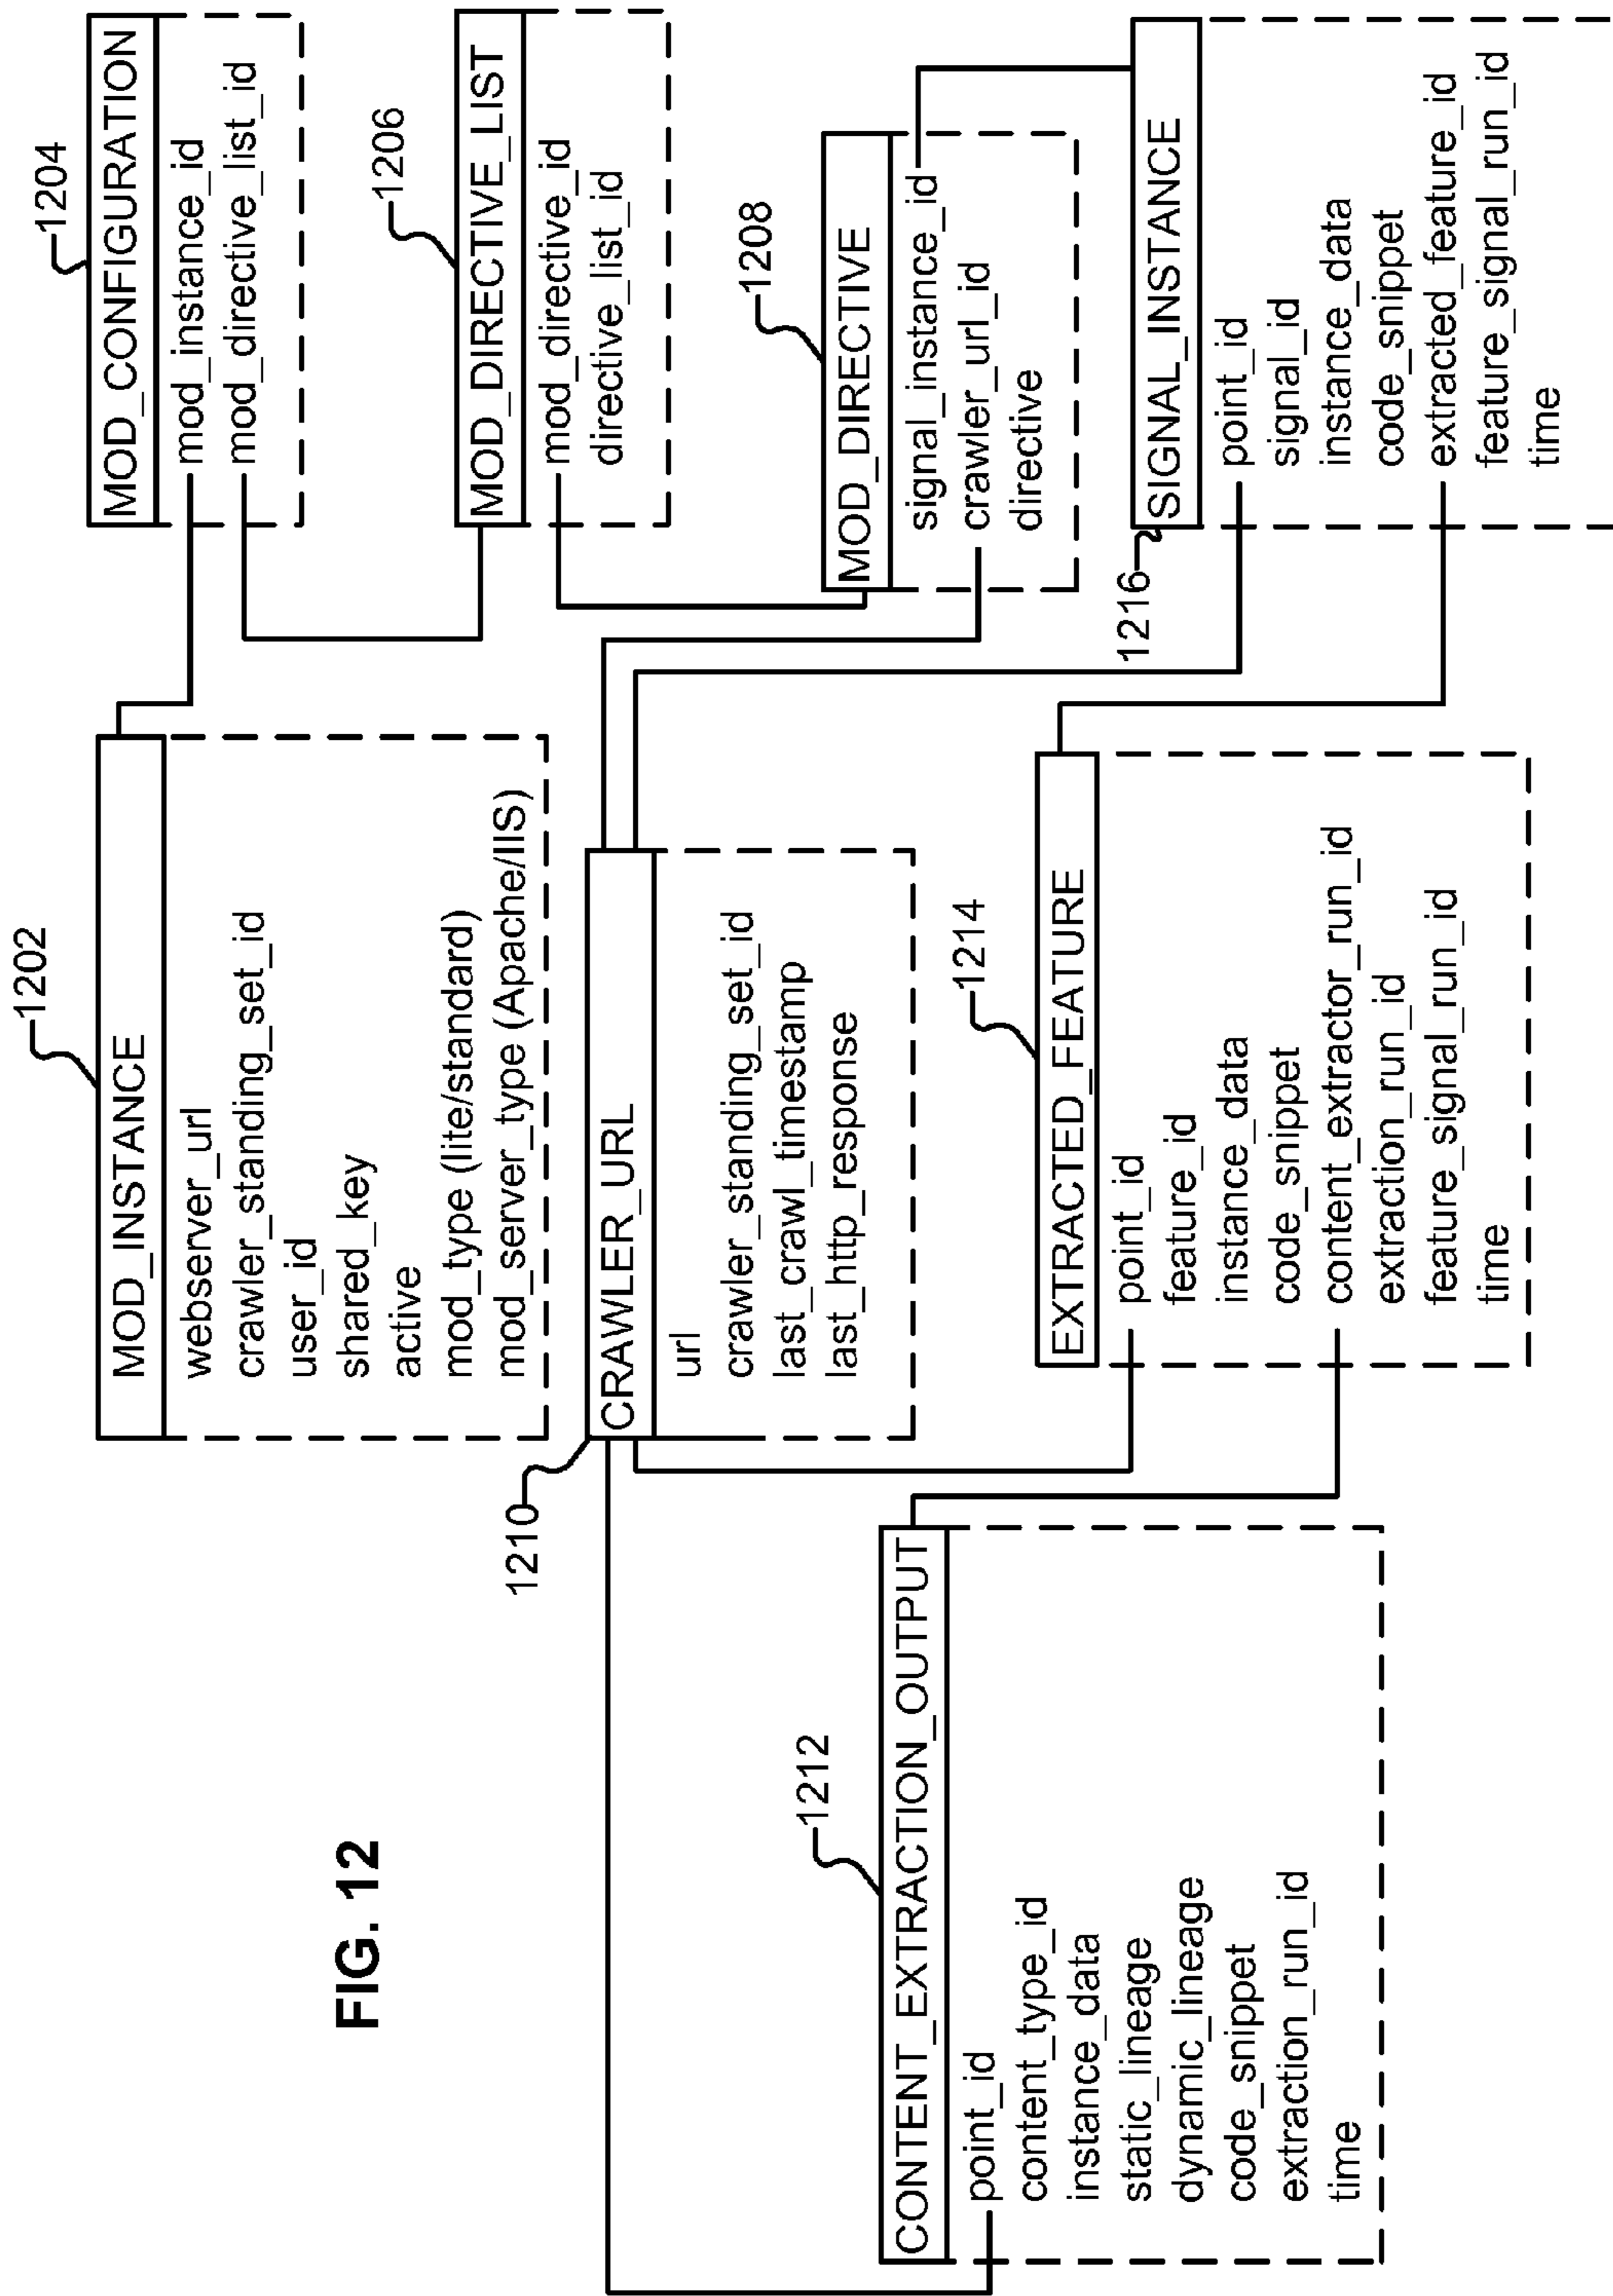 FIG. 12
1202
MOD_INSTANCE
webserver_url
crawler_standing_set_id
user_id
shared_key
active
mod_type (lite/standard)
mod_server_type (Apache/IIS)
1204
MOD_CONFIGURATION
mod_instance_id
mod_directive_list_id
1206
MOD_DIRECTIVE_LIST
mod_directive_id
directive_list_id
1208
MOD_DIRECTIVE
signal_instance_id
crawler_url_id
directive
1210
CRAWLER_URL
url
crawler_standing_set_id
last_crawl_timestamp
last_http_response
1212
CONTENT_EXTRACTION_OUTPUT
point_id
content_type_id
instance_data
static_lineage
dynamic_lineage
code_snippet
extraction_run_id
time
1214
EXTRACTED_FEATURE
point_id
feature_id
instance_data
code_snippet
content_extractor_run_id
extraction_run_id
feature_signal_run_id
time
1216
SIGNAL_INSTANCE
point_id
signal_id
instance_data
code_snippet
extracted_feature_id
feature_signal_run_id
time